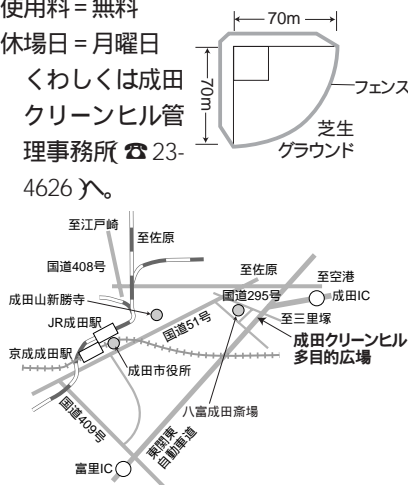 使用料＝無料
休場日＝月曜日
くわしくは成田
クリーンヒル管
理事務所(☎23-
4626)へ。
70m
70m
フェンス
芝生
グラウンド
至江戸崎
至佐原
国道408号
至佐原
至空港
成田山新勝寺
国道295号
成田IC
JR成田駅
国道51号
至三里塚
京成成田駅
成田クリーンヒル
多目的広場
成田市役所
国道409号
八富成田斎場
東関東
自動車道
富里IC